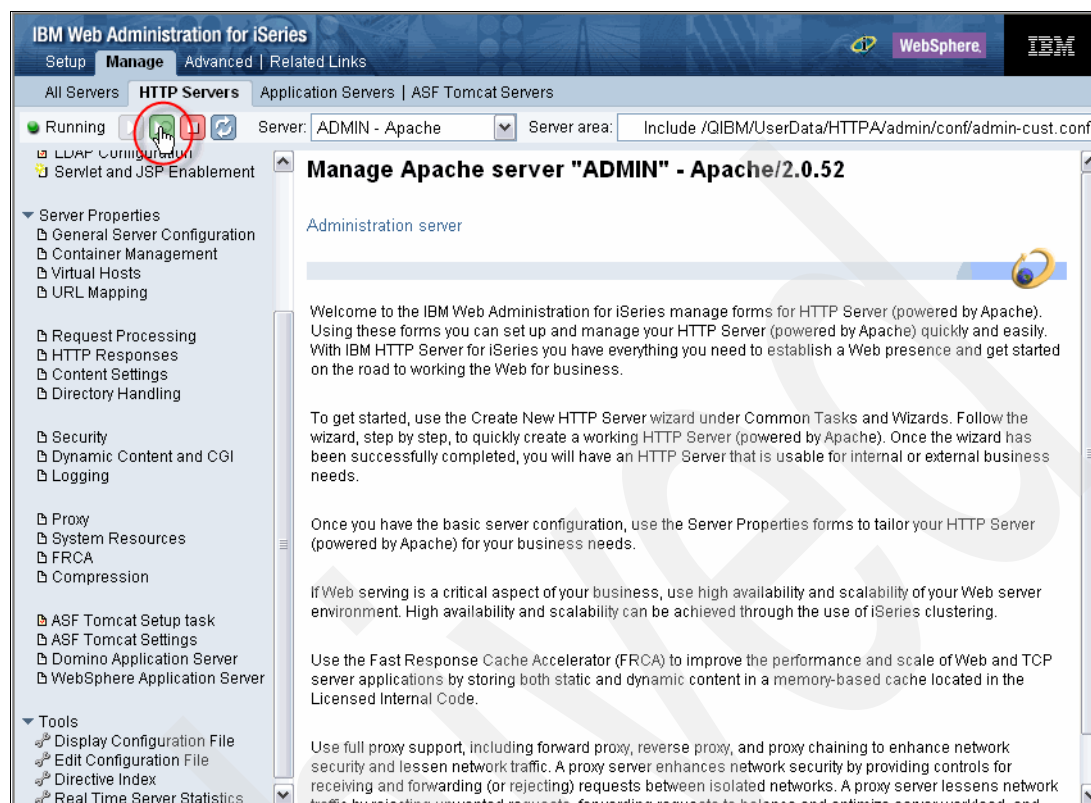 IBM Web Administration for iSeries
WebSphere.
IBM
Setup Manage Advanced | Related Links
All Servers HTTP Servers Application Servers | ASF Tomcat Servers
Running Server: ADMIN - Apache Server area: Include /QIBM/UserData/HTTPA/admin/conf/admin-cust.conf
LDAP Configuration
Servlet and JSP Enablement
Server Properties
General Server Configuration
Container Management
Virtual Hosts
URL Mapping
Request Processing
HTTP Responses
Content Settings
Directory Handling
Security
Dynamic Content and CGI
Logging
Proxy
System Resources
FRCA
Compression
ASF Tomcat Setup task
ASF Tomcat Settings
Domino Application Server
WebSphere Application Server
Tools
Display Configuration File
Edit Configuration File
Directive Index
Real Time Server Statistics
Manage Apache server "ADMIN" - Apache/2.0.52
Administration server
Welcome to the IBM Web Administration for iSeries manage forms for HTTP Server (powered by Apache).
Using these forms you can set up and manage your HTTP Server (powered by Apache) quickly and easily.
With IBM HTTP Server for iSeries you have everything you need to establish a Web presence and get started
on the road to working the Web for business.
To get started, use the Create New HTTP Server wizard under Common Tasks and Wizards. Follow the
wizard, step by step, to quickly create a working HTTP Server (powered by Apache). Once the wizard has
been successfully completed, you will have an HTTP Server that is usable for internal or external business
needs.
Once you have the basic server configuration, use the Server Properties forms to tailor your HTTP Server
(powered by Apache) for your business needs.
If Web serving is a critical aspect of your business, use high availability and scalability of your Web server
environment. High availability and scalability can be achieved through the use of iSeries clustering.
Use the Fast Response Cache Accelerator (FRCA) to improve the performance and scale of Web and TCP
server applications by storing both static and dynamic content in a memory-based cache located in the
Licensed Internal Code.
Use full proxy support, including forward proxy, reverse proxy, and proxy chaining to enhance network
security and lessen network traffic. A proxy server enhances network security by providing controls for
receiving and forwarding (or rejecting) requests between isolated networks. A proxy server lessens network
traffic by rejecting unwanted requests, forwarding requests to balance and optimize server workload, and